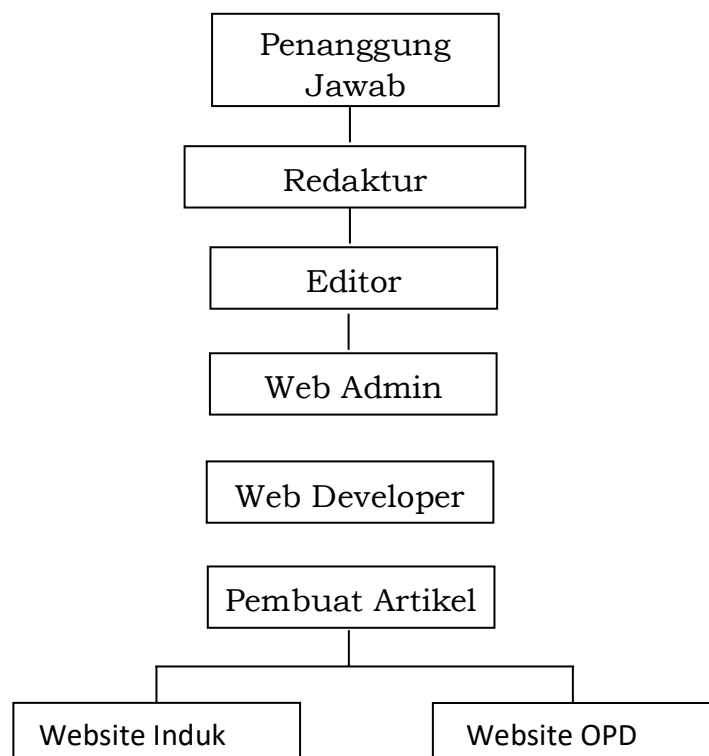 Penanggung
Jawab
Redaktur
Editor
Web Admin
Web Developer
Pembuat Artikel
Website Induk
Website OPD